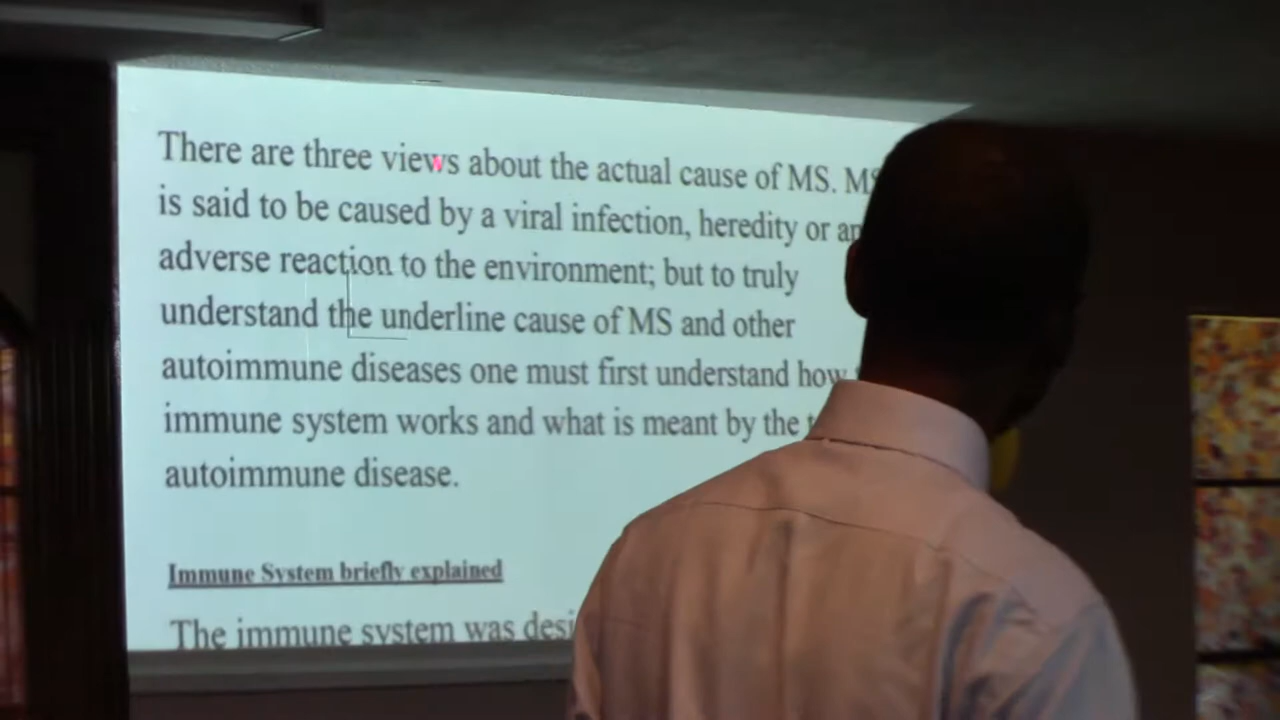 There are three views about the actual cause of MS. MS
is said to be caused by a viral infection, heredity or an
adverse reaction to the environment; but to truly
understand the underline cause of MS and other
autoimmune diseases one must first understand how
immune system works and what is meant by the
autoimmune disease.
Immune System briefly explained
The immune system was